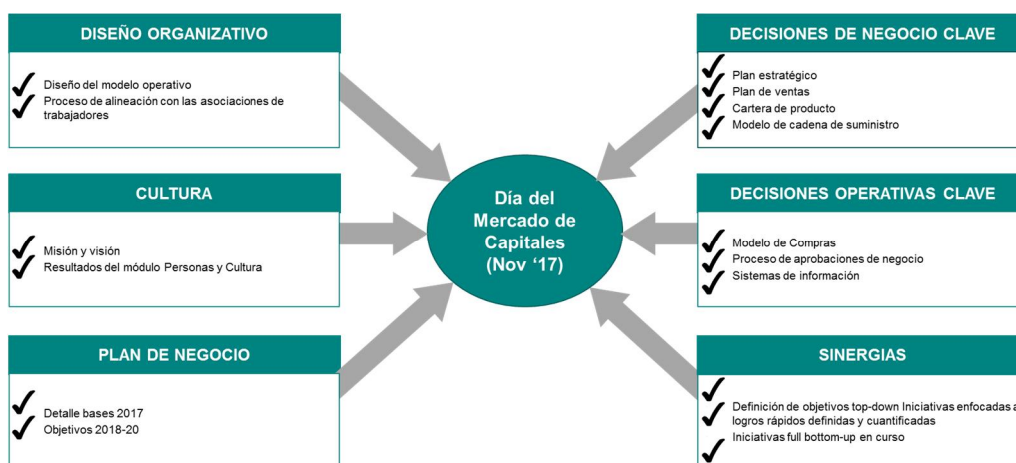 DISEÑO ORGANIZATIVO
Diseño del modelo operativo
Proceso de alineación con las asociaciones de
trabajadores
CULTURA
Misión y visión
Resultados del módulo Personas y Cultura
PLAN DE NEGOCIO
Detalle bases 2017
Objetivos 2018-20
Día del
Mercado de
Capitales
(Nov ‘17)
DECISIONES DE NEGOCIO CLAVE
Plan estratégico
Plan de ventas
Cartera de producto
Modelo de cadena de suministro
DECISIONES OPERATIVAS CLAVE
Modelo de Compras
Proceso de aprobaciones de negocio
Sistemas de información
SINERGIAS
Definición de objetivos top-down Iniciativas enfocadas a
logros rápidos definidas y cuantificadas
Iniciativas full bottom-up en curso